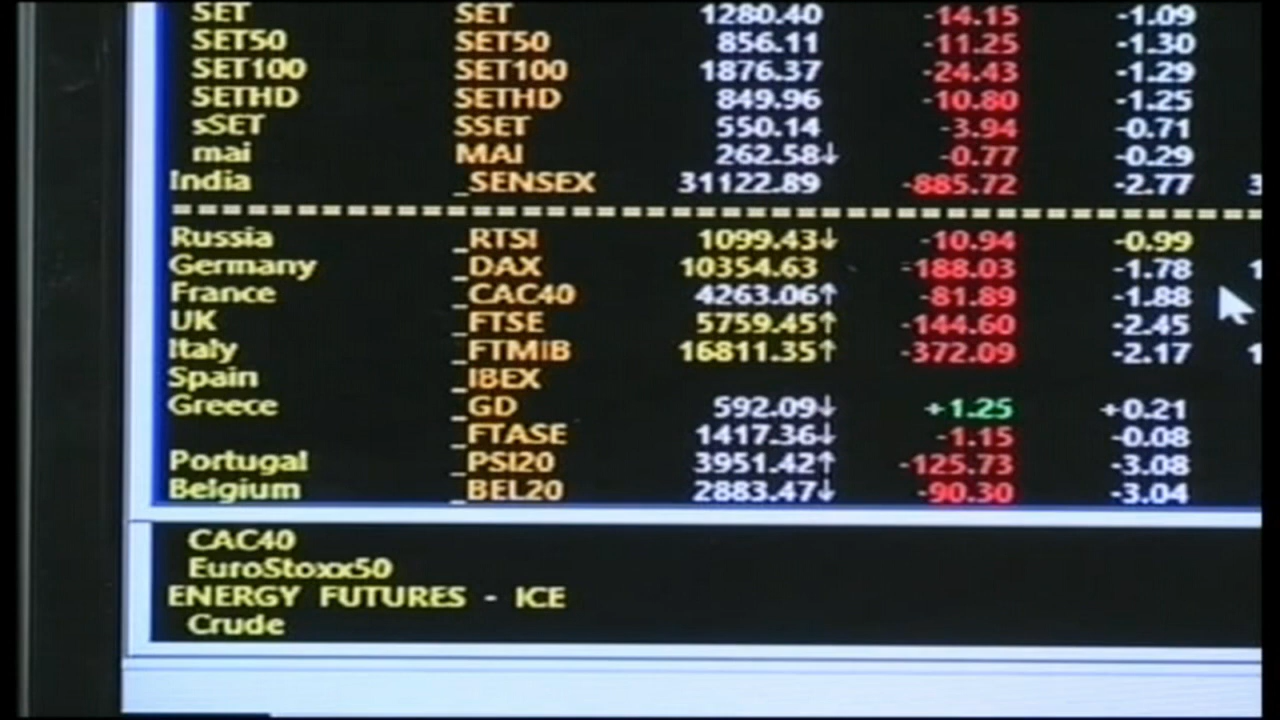 SET SET 1280.40 -14.15 -1.09
SET50 SET50 856.11 -11.25 -1.30
SET100 SET100 1876.37 -24.43 -1.29
SETHD SETHD 849.96 -10.80 -1.25
sSET SSET 550.14 -3.94 -0.71
mai MAI 262.58↓ -0.77 -0.29
India _SENSEX 31122.89 -885.72 -2.77
Russia _RTSI 1099.43↓ -10.94 -0.99
Germany _DAX 10354.63 -188.03 -1.78
France _CAC40 4263.06↑ -81.89 -1.88
UK _FTSE 5759.45↑ -144.60 -2.45
Italy _FTMIB 16811.35↑ -372.09 -2.17
Spain _IBEX
Greece _GD 592.09↓ +1.25 +0.21
_FTASE 1417.36↓ -1.15 -0.08
Portugal _PSI20 3951.42↑ -125.73 -3.08
Belgium _BEL20 2883.47↓ -90.30 -3.04
CAC40
EuroStoxx50
ENERGY FUTURES - ICE
Crude